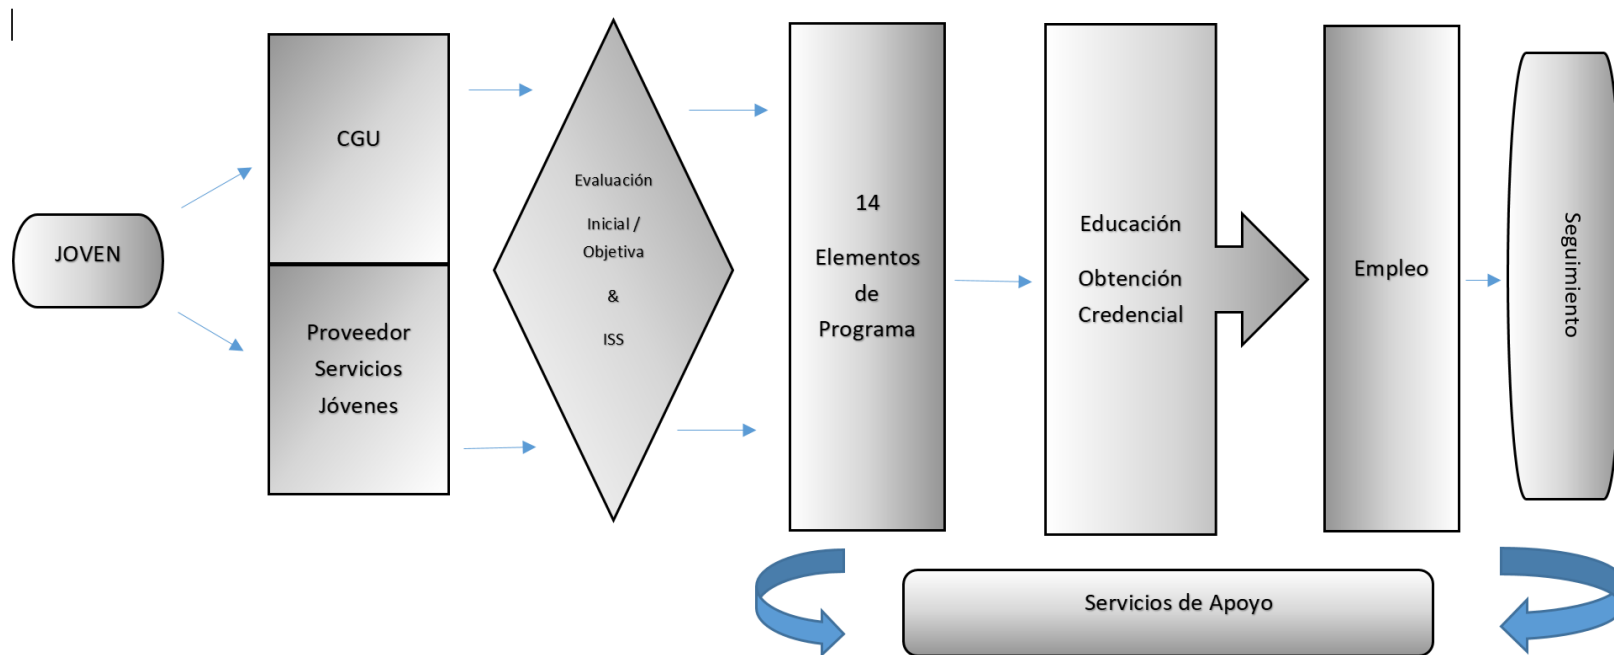 JOVEN
CGU
Proveedor
Servicios
Jóvenes
Evaluación
Inicial /
Objetiva
&
ISS
14
Elementos
de
Programa
Educación
Obtención
Credencial
Empleo
Seguimiento
Servicios de Apoyo